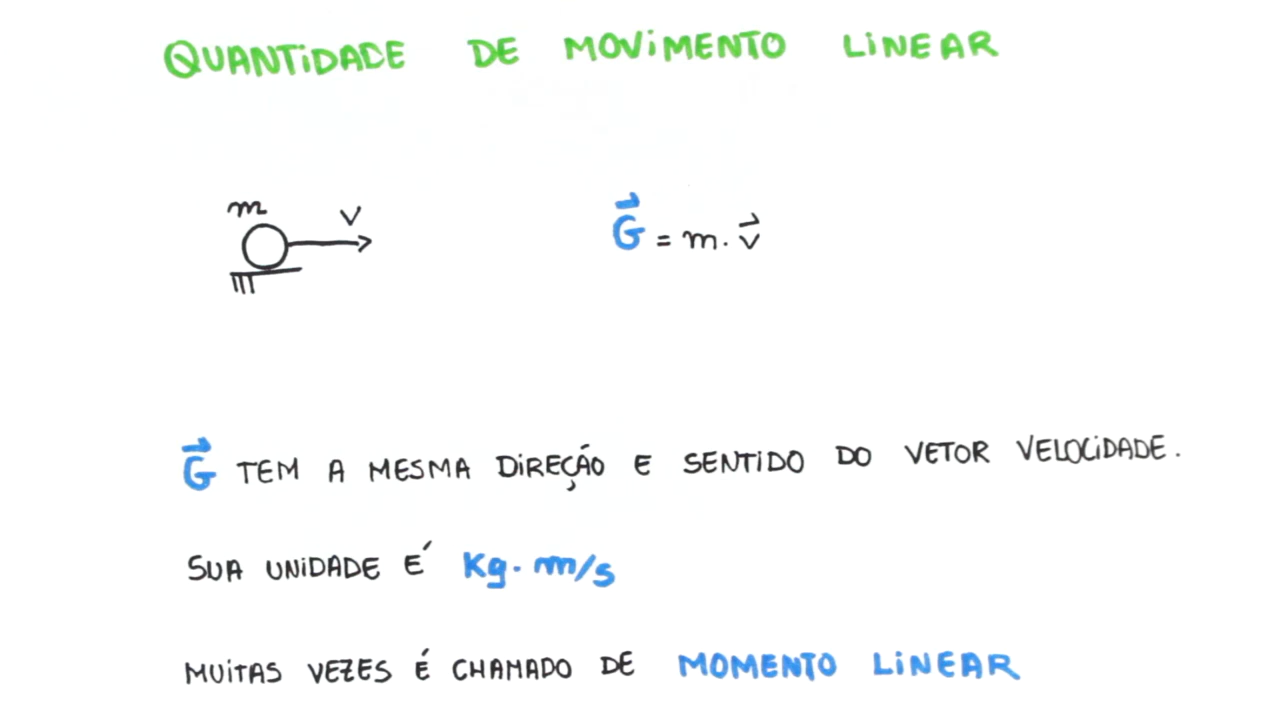 QUANTIDADE DE MOVIMENTO LINEAR
m
v
G⃗ = m · v⃗
G⃗ TEM A MESMA DIREÇÃO E SENTIDO DO VETOR VELOCIDADE.
SUA UNIDADE É Kg·m/s
MUITAS VEZES É CHAMADO DE MOMENTO LINEAR